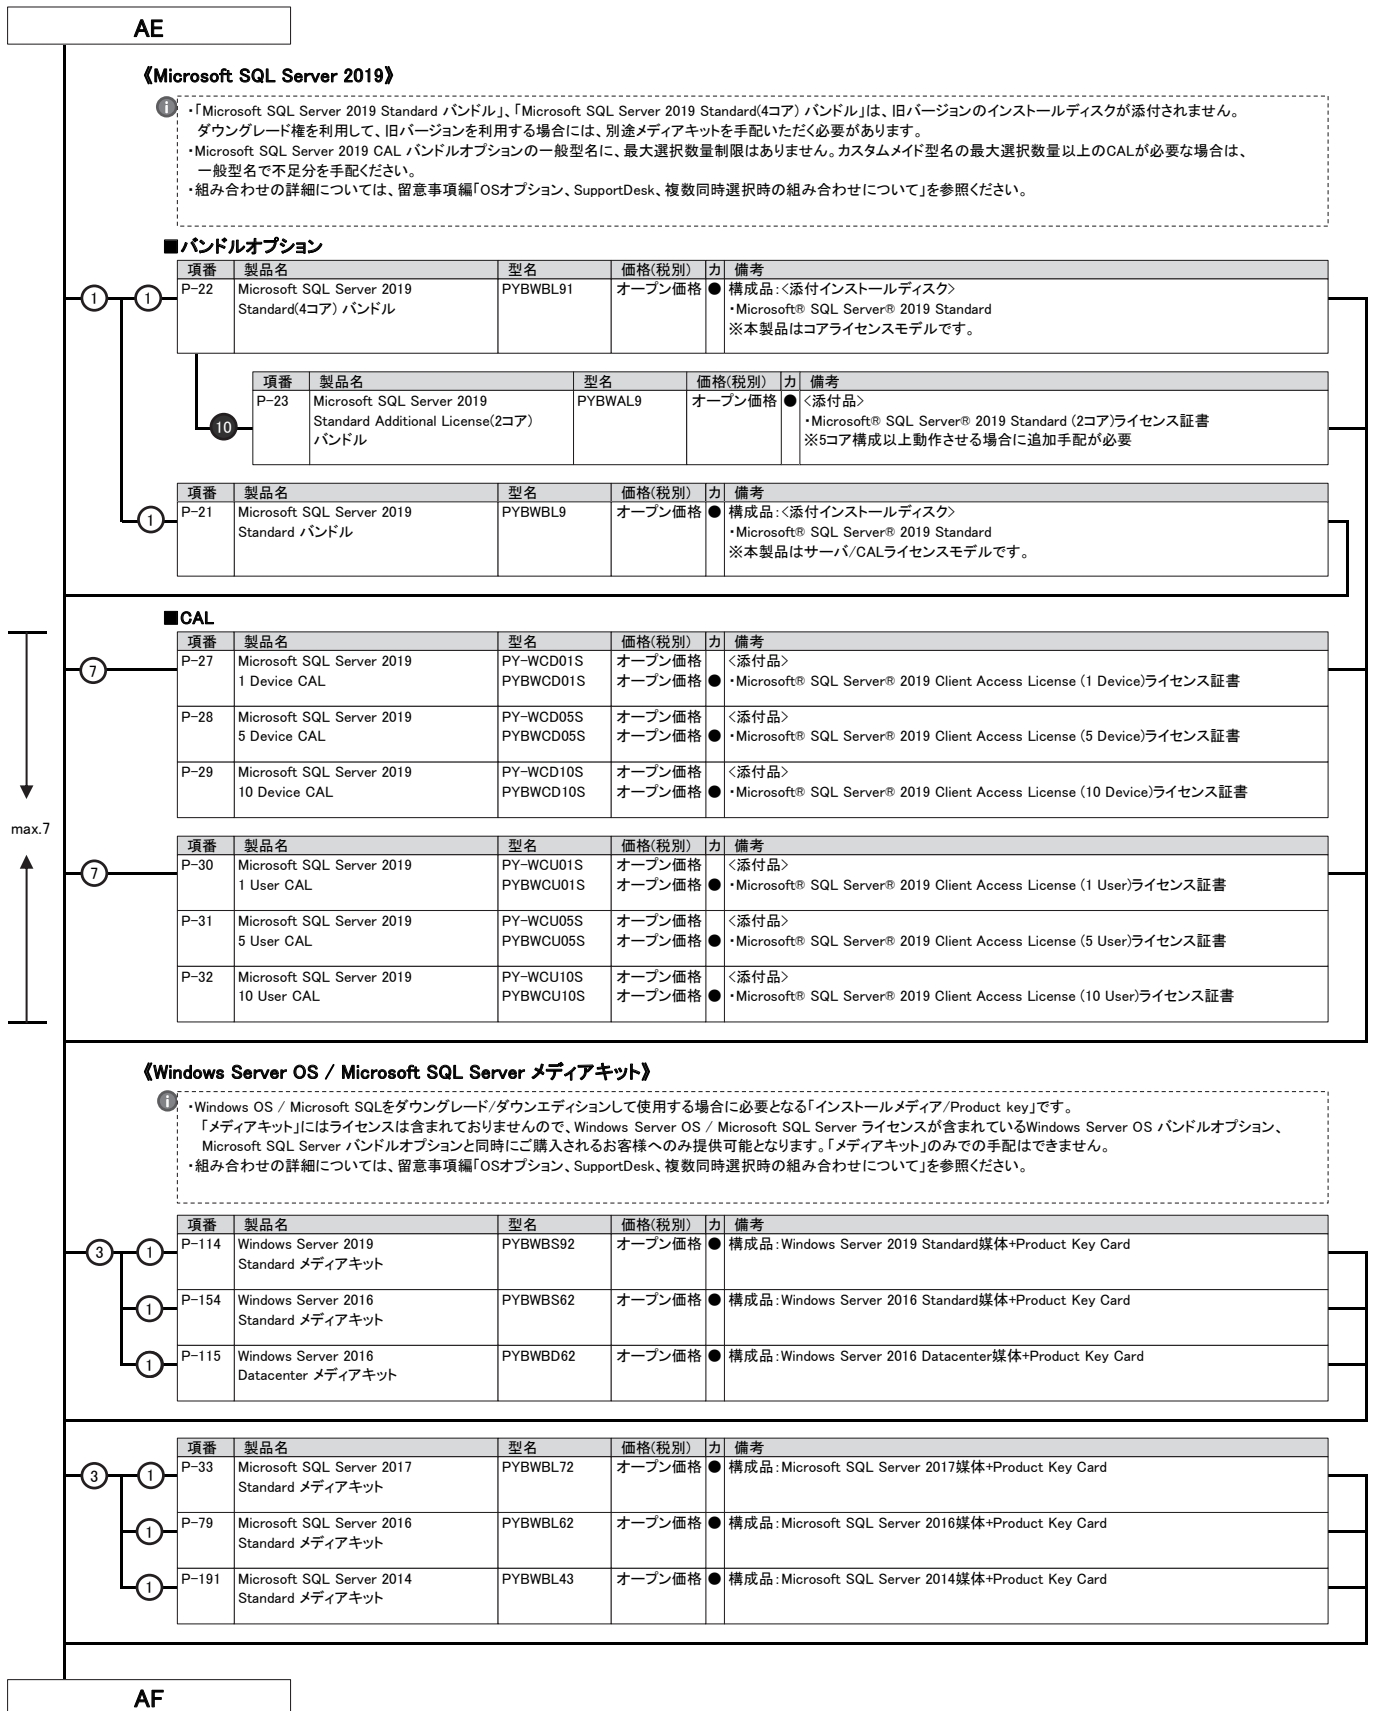 AE
《Microsoft SQL Server 2019》
i
・「Microsoft SQL Server 2019 Standard バンドル」、「Microsoft SQL Server 2019 Standard(4コア) バンドル」は、旧バージョンのインストールディスクが添付されません。
ダウングレード権を利用して、旧バージョンを利用する場合には、別途メディアキットを手配いただく必要があります。
・Microsoft SQL Server 2019 CAL バンドルオプションの一般型名に、最大選択数量制限はありません。カスタムメイド型名の最大選択数量以上のCALが必要な場合は、
一般型名で不足分を手配ください。
・組み合わせの詳細については、留意事項編「OSオプション、SupportDesk、複数同時選択時の組み合わせについて」を参照ください。
■バンドルオプション
項番 製品名 型名 価格(税別) カ 備考
1 1 P-22 Microsoft SQL Server 2019 PYBWBL91 オープン価格 ● 構成品：<添付インストールディスク>
Standard(4コア) バンドル ・Microsoft® SQL Server® 2019 Standard
※本製品はコアライセンスモデルです。
項番 製品名 型名 価格(税別) カ 備考
P-23 Microsoft SQL Server 2019 PYBWAL9 オープン価格 ● <添付品>
10 Standard Additional License(2コア) ・Microsoft® SQL Server® 2019 Standard (2コア)ライセンス証書
バンドル ※5コア構成以上動作させる場合に追加手配が必要
項番 製品名 型名 価格(税別) カ 備考
1 P-21 Microsoft SQL Server 2019 PYBWBL9 オープン価格 ● 構成品：<添付インストールディスク>
Standard バンドル ・Microsoft® SQL Server® 2019 Standard
※本製品はサーバ/CALライセンスモデルです。
■CAL
項番 製品名 型名 価格(税別) カ 備考
7 P-27 Microsoft SQL Server 2019 PY-WCD01S オープン価格 <添付品>
1 Device CAL PYBWCD01S オープン価格 ● ・Microsoft® SQL Server® 2019 Client Access License (1 Device)ライセンス証書
P-28 Microsoft SQL Server 2019 PY-WCD05S オープン価格 <添付品>
5 Device CAL PYBWCD05S オープン価格 ● ・Microsoft® SQL Server® 2019 Client Access License (5 Device)ライセンス証書
P-29 Microsoft SQL Server 2019 PY-WCD10S オープン価格 <添付品>
10 Device CAL PYBWCD10S オープン価格 ● ・Microsoft® SQL Server® 2019 Client Access License (10 Device)ライセンス証書
max.7
項番 製品名 型名 価格(税別) カ 備考
7 P-30 Microsoft SQL Server 2019 PY-WCU01S オープン価格 <添付品>
1 User CAL PYBWCU01S オープン価格 ● ・Microsoft® SQL Server® 2019 Client Access License (1 User)ライセンス証書
P-31 Microsoft SQL Server 2019 PY-WCU05S オープン価格 <添付品>
5 User CAL PYBWCU05S オープン価格 ● ・Microsoft® SQL Server® 2019 Client Access License (5 User)ライセンス証書
P-32 Microsoft SQL Server 2019 PY-WCU10S オープン価格 <添付品>
10 User CAL PYBWCU10S オープン価格 ● ・Microsoft® SQL Server® 2019 Client Access License (10 User)ライセンス証書
《Windows Server OS / Microsoft SQL Server メディアキット》
i
・Windows OS / Microsoft SQLをダウングレード/ダウンエディションして使用する場合に必要となる「インストールメディア/Product key」です。
「メディアキット」にはライセンスは含まれておりませんので、Windows Server OS / Microsoft SQL Server ライセンスが含まれているWindows Server OS バンドルオプション、
Microsoft SQL Server バンドルオプションと同時にご購入されるお客様へのみ提供可能となります。「メディアキット」のみでの手配はできません。
・組み合わせの詳細については、留意事項編「OSオプション、SupportDesk、複数同時選択時の組み合わせについて」を参照ください。
項番 製品名 型名 価格(税別) カ 備考
3 1 P-114 Windows Server 2019 PYBWBS92 オープン価格 ● 構成品：Windows Server 2019 Standard媒体+Product Key Card
Standard メディアキット
1 P-154 Windows Server 2016 PYBWBS62 オープン価格 ● 構成品：Windows Server 2016 Standard媒体+Product Key Card
Standard メディアキット
1 P-115 Windows Server 2016 PYBWBD62 オープン価格 ● 構成品：Windows Server 2016 Datacenter媒体+Product Key Card
Datacenter メディアキット
項番 製品名 型名 価格(税別) カ 備考
3 1 P-33 Microsoft SQL Server 2017 PYBWBL72 オープン価格 ● 構成品：Microsoft SQL Server 2017媒体+Product Key Card
Standard メディアキット
1 P-79 Microsoft SQL Server 2016 PYBWBL62 オープン価格 ● 構成品：Microsoft SQL Server 2016媒体+Product Key Card
Standard メディアキット
1 P-191 Microsoft SQL Server 2014 PYBWBL43 オープン価格 ● 構成品：Microsoft SQL Server 2014媒体+Product Key Card
Standard メディアキット
AF